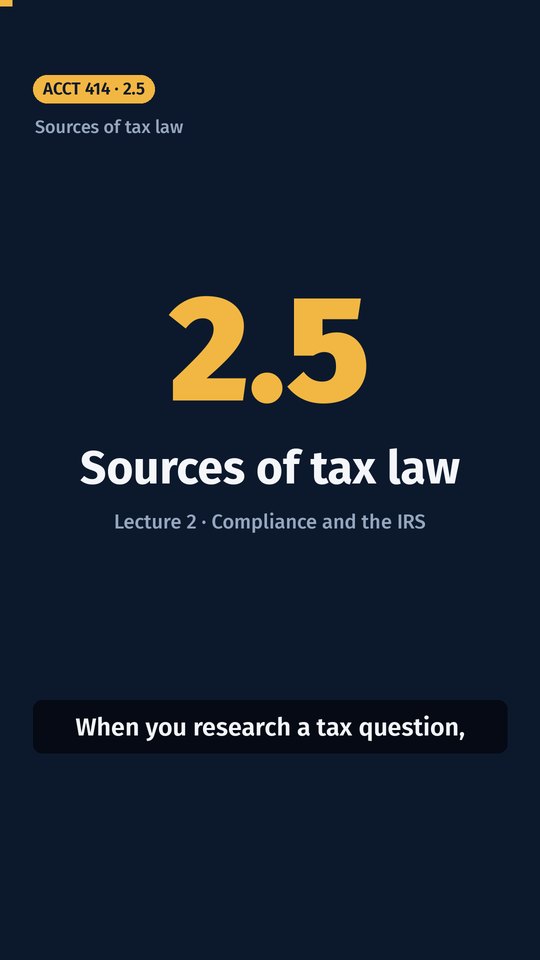 ACCT 414 · 2.5
Sources of tax law
2.5
Sources of tax law
Lecture 2 · Compliance and the IRS
When you research a tax question,